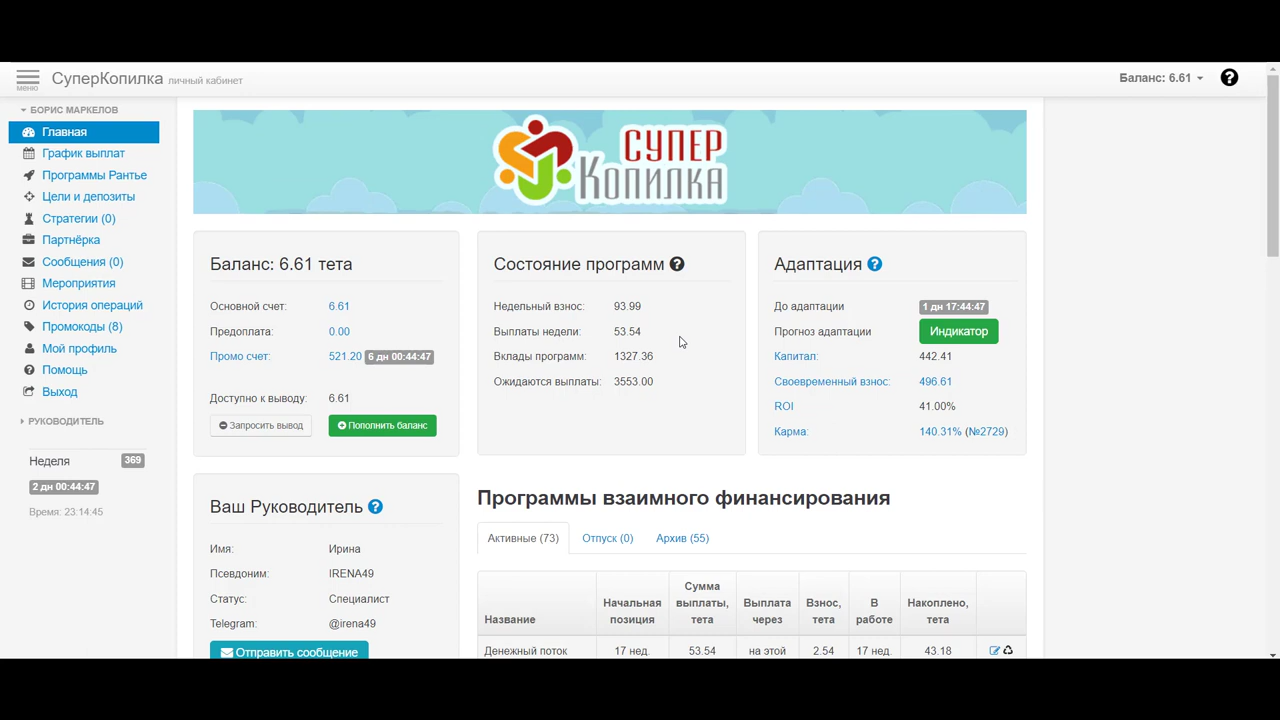 меню
СуперКопилка личный кабинет
Баланс: 6.61
БОРИС МАРКЕЛОВ
Главная
График выплат
Программы Рантье
Цели и депозиты
Стратегии (0)
Партнёрка
Сообщения (0)
Мероприятия
История операций
Промокоды (8)
Мой профиль
Помощь
Выход
РУКОВОДИТЕЛЬ
Неделя 369
2 дн 00:44:47
Время: 23:14:45
СУПЕР
Копилка
Баланс: 6.61 тета
Основной счет: 6.61
Предоплата: 0.00
Промо счет: 521.20 6 дн 00:44:47
Доступно к выводу: 6.61
Запросить вывод Пополнить баланс
Состояние программ
Недельный взнос: 93.99
Выплаты недели: 53.54
Вклады программ: 1327.36
Ожидаются выплаты: 3553.00
Адаптация
До адаптации 1 дн 17:44:47
Прогноз адаптации Индикатор
Капитал: 442.41
Своевременный взнос: 496.61
ROI 41.00%
Карма: 140.31% (№2729)
Ваш Руководитель
Имя: Ирина
Псевдоним: IRENA49
Статус: Специалист
Telegram: @irena49
Отправить сообщение
Программы взаимного финансирования
Активные (73) Отпуск (0) Архив (55)
Название
Начальная
позиция
Сумма
выплаты,
тета
Выплата
через
Взнос,
тета
В
работе
Накоплено,
тета
Денежный поток 17 нед. 53.54 на этой 2.54 17 нед. 43.18